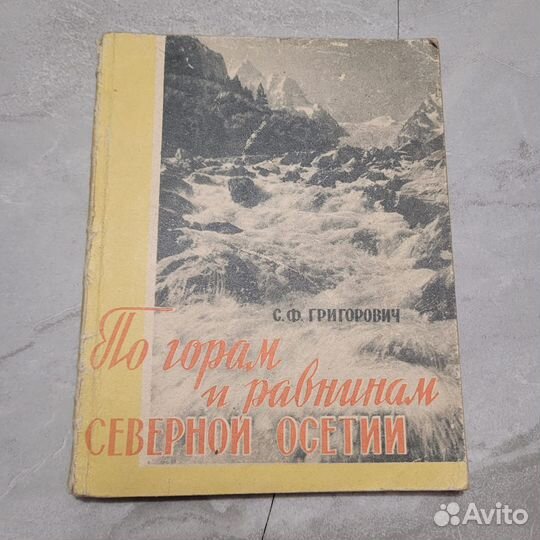 С. Ф. ГРИГОРОВИЧ
По горам
и равнинам
СЕВЕРНОЙ ОСЕТИИ
Avito